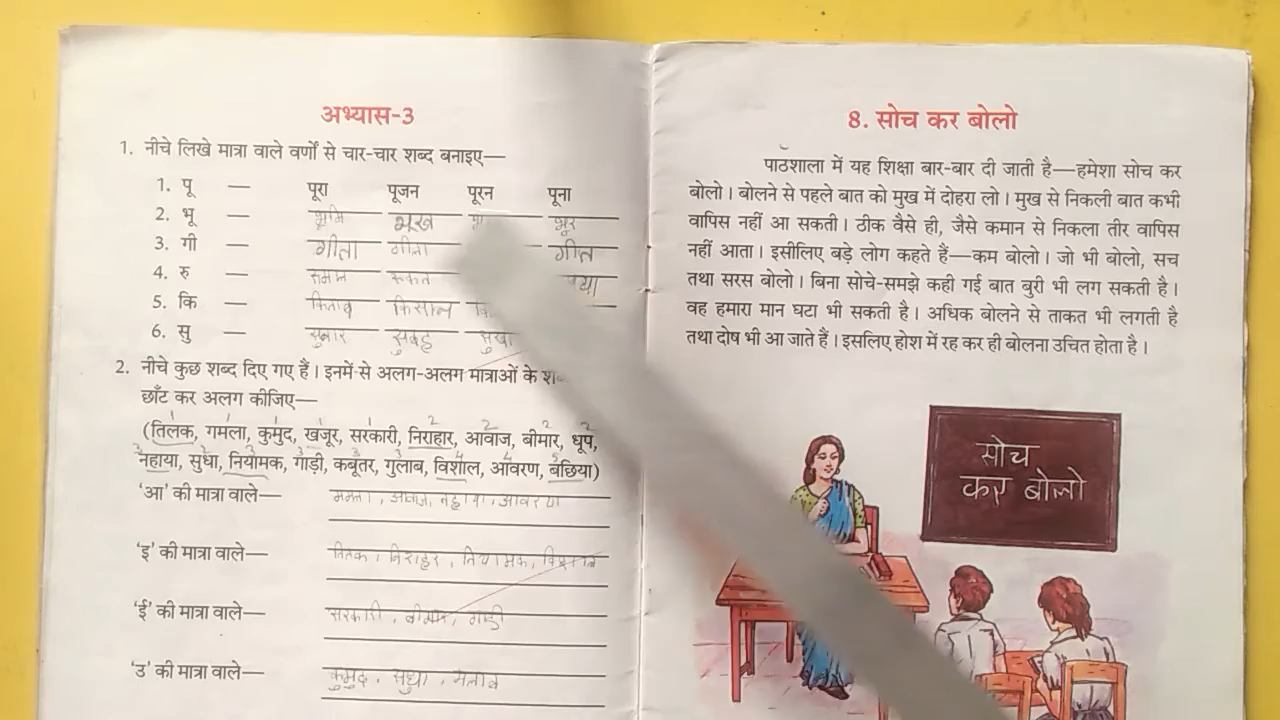 अभ्यास-3
1. नीचे लिखे मात्रा वाले वर्णों से चार-चार शब्द बनाइए—
1. पू — पूरा पूजन पूरन पूना
2. भू — भूमि भूख भूर
3. गी — गीता गीला गीत
4. रु — रुकत
5. कि — किताब किसान कि
6. सु — सुनार सुबह सुखा
2. नीचे कुछ शब्द दिए गए हैं। इनमें से अलग-अलग मात्राओं के
छाँट कर अलग कीजिए—
(तिलक, गमला, कुमुद, खजूर, सरकारी, निराहार, आवाज, बीमार, धूप,
नहाया, सुधा, नियामक, गाड़ी, कबूतर, गुलाब, विशाल, आवरण, बछिया)
'आ' की मात्रा वाले—
'इ' की मात्रा वाले—
'ई' की मात्रा वाले— सरकारी, बीमार, गाड़ी
'उ' की मात्रा वाले— कुमुद, सुधा,
8. सोच कर बोलो
पाठशाला में यह शिक्षा बार-बार दी जाती है—हमेशा सोच कर
बोलो। बोलने से पहले बात को मुख में दोहरा लो। मुख से निकली बात कभी
वापिस नहीं आ सकती। ठीक वैसे ही, जैसे कमान से निकला तीर वापिस
नहीं आता। इसीलिए बड़े लोग कहते हैं—कम बोलो। जो भी बोलो, सच
तथा सरस बोलो। बिना सोचे-समझे कही गई बात बुरी भी लग सकती है।
वह हमारा मान घटा भी सकती है। अधिक बोलने से ताकत भी लगती है
तथा दोष भी आ जाते हैं। इसलिए होश में रह कर ही बोलना उचित होता है।
सोच
कर बोलो